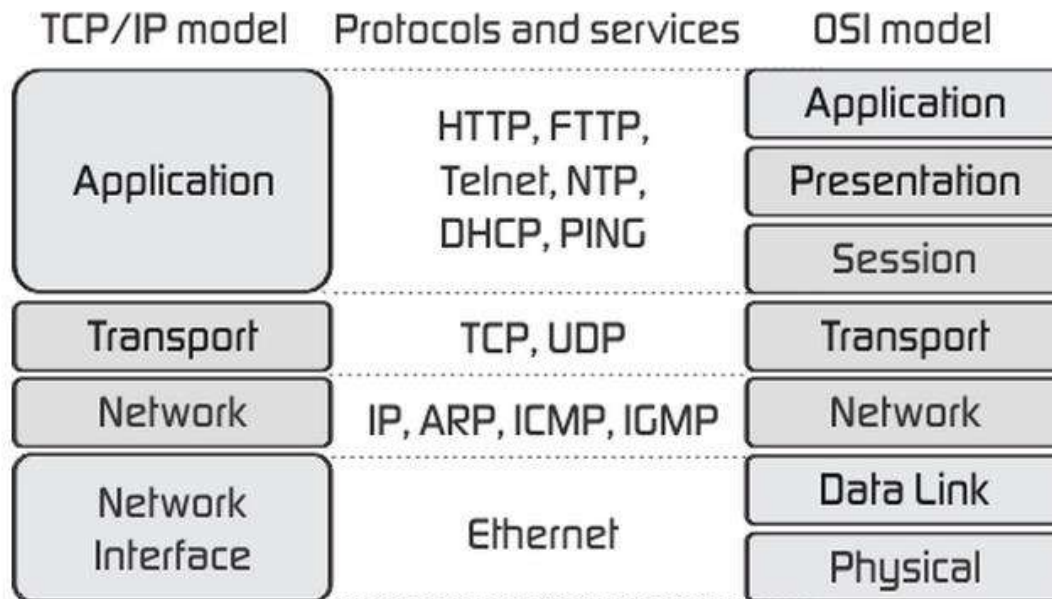 TCP/IP model Protocols and services OSI model
Application
HTTP, FTTP,
Telnet, NTP,
DHCP, PING
Application
Presentation
Session
Transport
TCP, UDP
Transport
Network
IP, ARP, ICMP, IGMP
Network
Network
Interface
Ethernet
Data Link
Physical